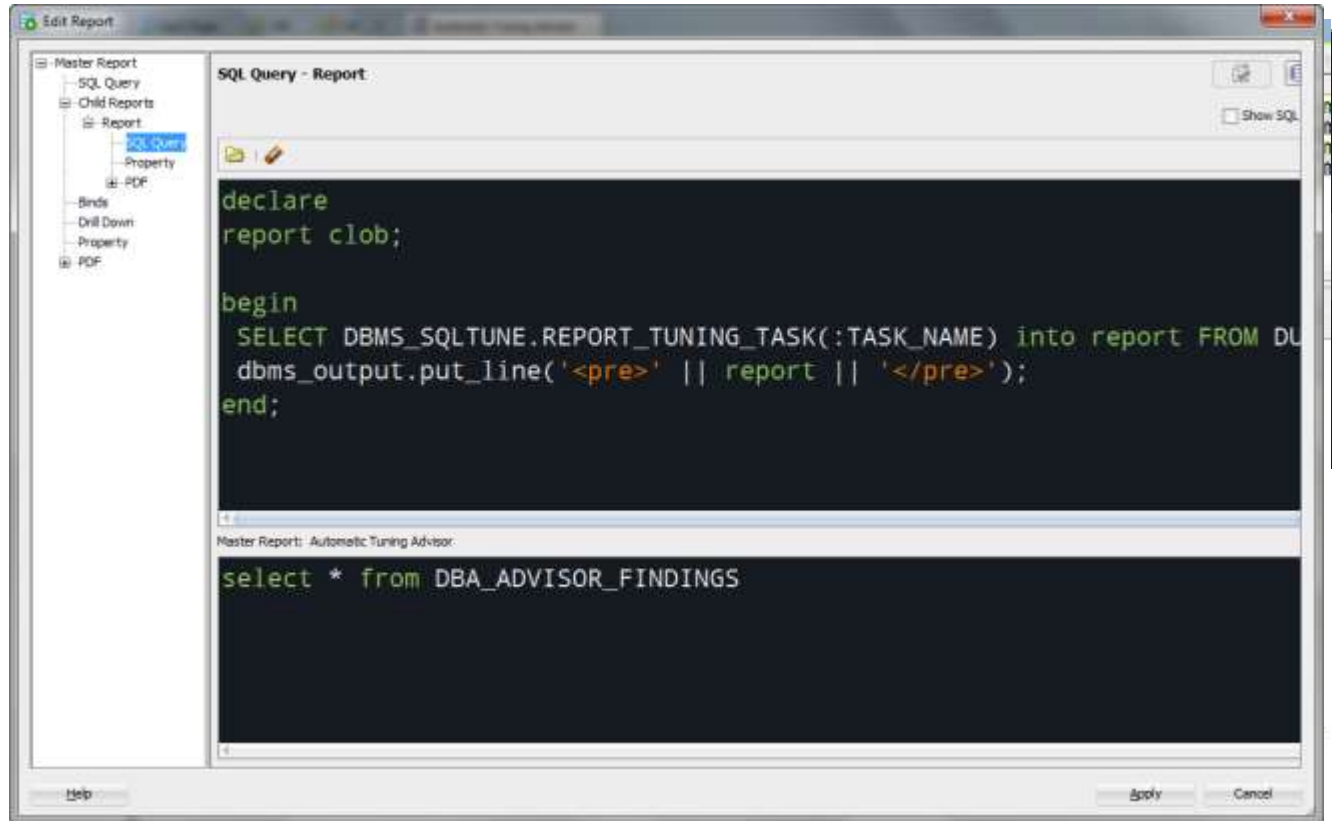 Edit Report
Master Report
SQL Query
Child Reports
Report
SQL Query
Property
PDF
Binds
Drill Down
Property
PDF
SQL Query - Report
Show SQL
declare
report clob;
begin
SELECT DBMS_SQLTUNE.REPORT_TUNING_TASK(:TASK_NAME) into report FROM DU
dbms_output.put_line('<pre>' || report || '</pre>');
end;
Master Report: Automatic Tuning Advisor
select * from DBA_ADVISOR_FINDINGS
Help
Apply
Cancel